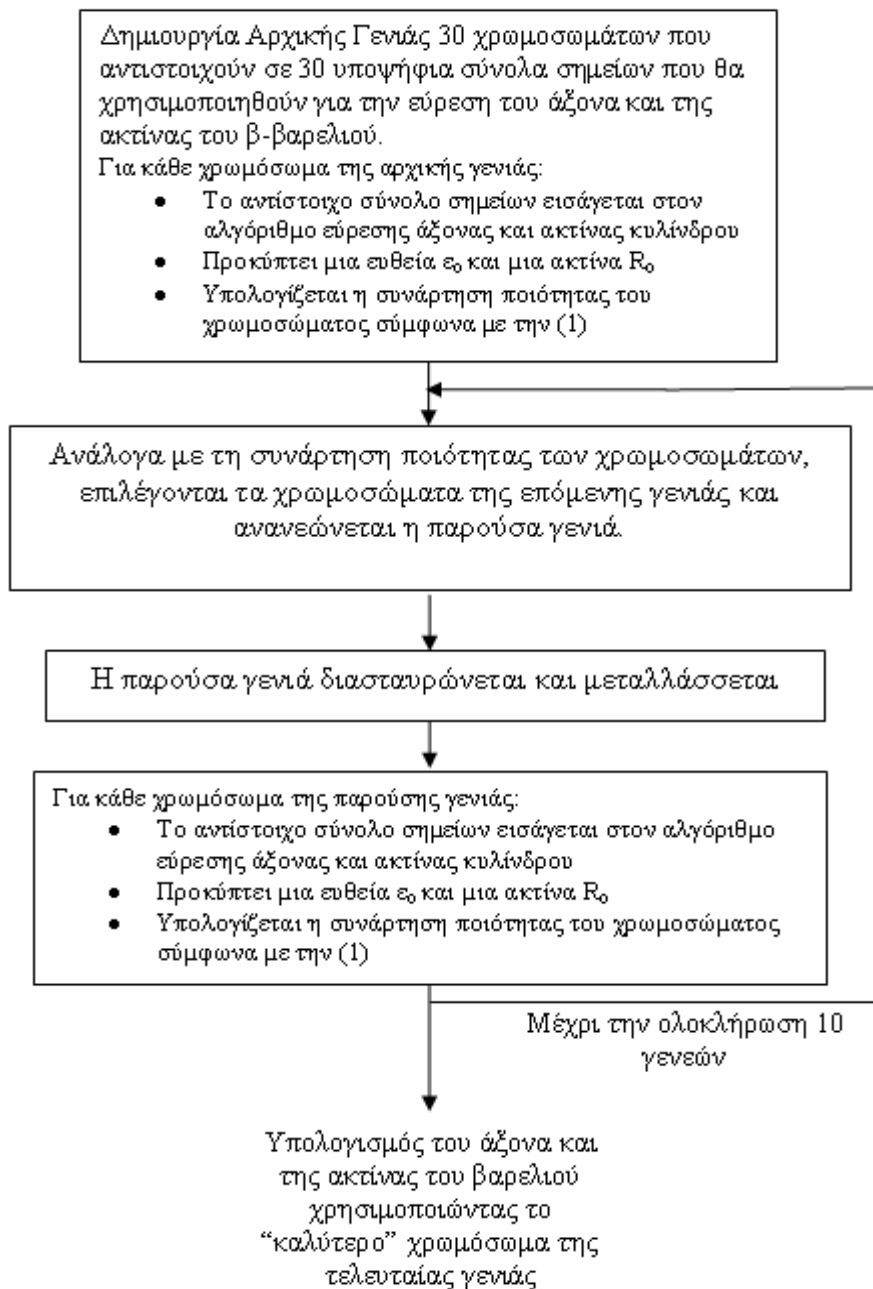 Δημιουργία Αρχικής Γενιάς 30 χρωμοσωμάτων που
αντιστοιχούν σε 30 υποψήφια σύνολα σημείων που θα
χρησιμοποιηθούν για την εύρεση του άξονα και της
ακτίνας του β-βαρελιού.
Για κάθε χρωμόσωμα της αρχικής γενιάς:
● Το αντίστοιχο σύνολο σημείων εισάγεται στον
αλγόριθμο εύρεσης άξονας και ακτίνας κυλίνδρου
● Προκύπτει μια ευθεία ε₀ και μια ακτίνα R₀
● Υπολογίζεται η συνάρτηση ποιότητας του
χρωμοσώματος σύμφωνα με την (1)
Ανάλογα με τη συνάρτηση ποιότητας των χρωμοσωμάτων,
επιλέγονται τα χρωμοσώματα της επόμενης γενιάς και
ανανεώνεται η παρούσα γενιά.
Η παρούσα γενιά διασταυρώνεται και μεταλλάσσεται
Για κάθε χρωμόσωμα της παρούσης γενιάς:
● Το αντίστοιχο σύνολο σημείων εισάγεται στον αλγόριθμο
εύρεσης άξονας και ακτίνας κυλίνδρου
● Προκύπτει μια ευθεία ε₀ και μια ακτίνα R₀
● Υπολογίζεται η συνάρτηση ποιότητας του χρωμοσώματος
σύμφωνα με την (1)
Μέχρι την ολοκλήρωση 10
γενεών
Υπολογισμός του άξονα και
της ακτίνας του βαρελιού
χρησιμοποιώντας το
“καλύτερο” χρωμόσωμα της
τελευταίας γενιάς